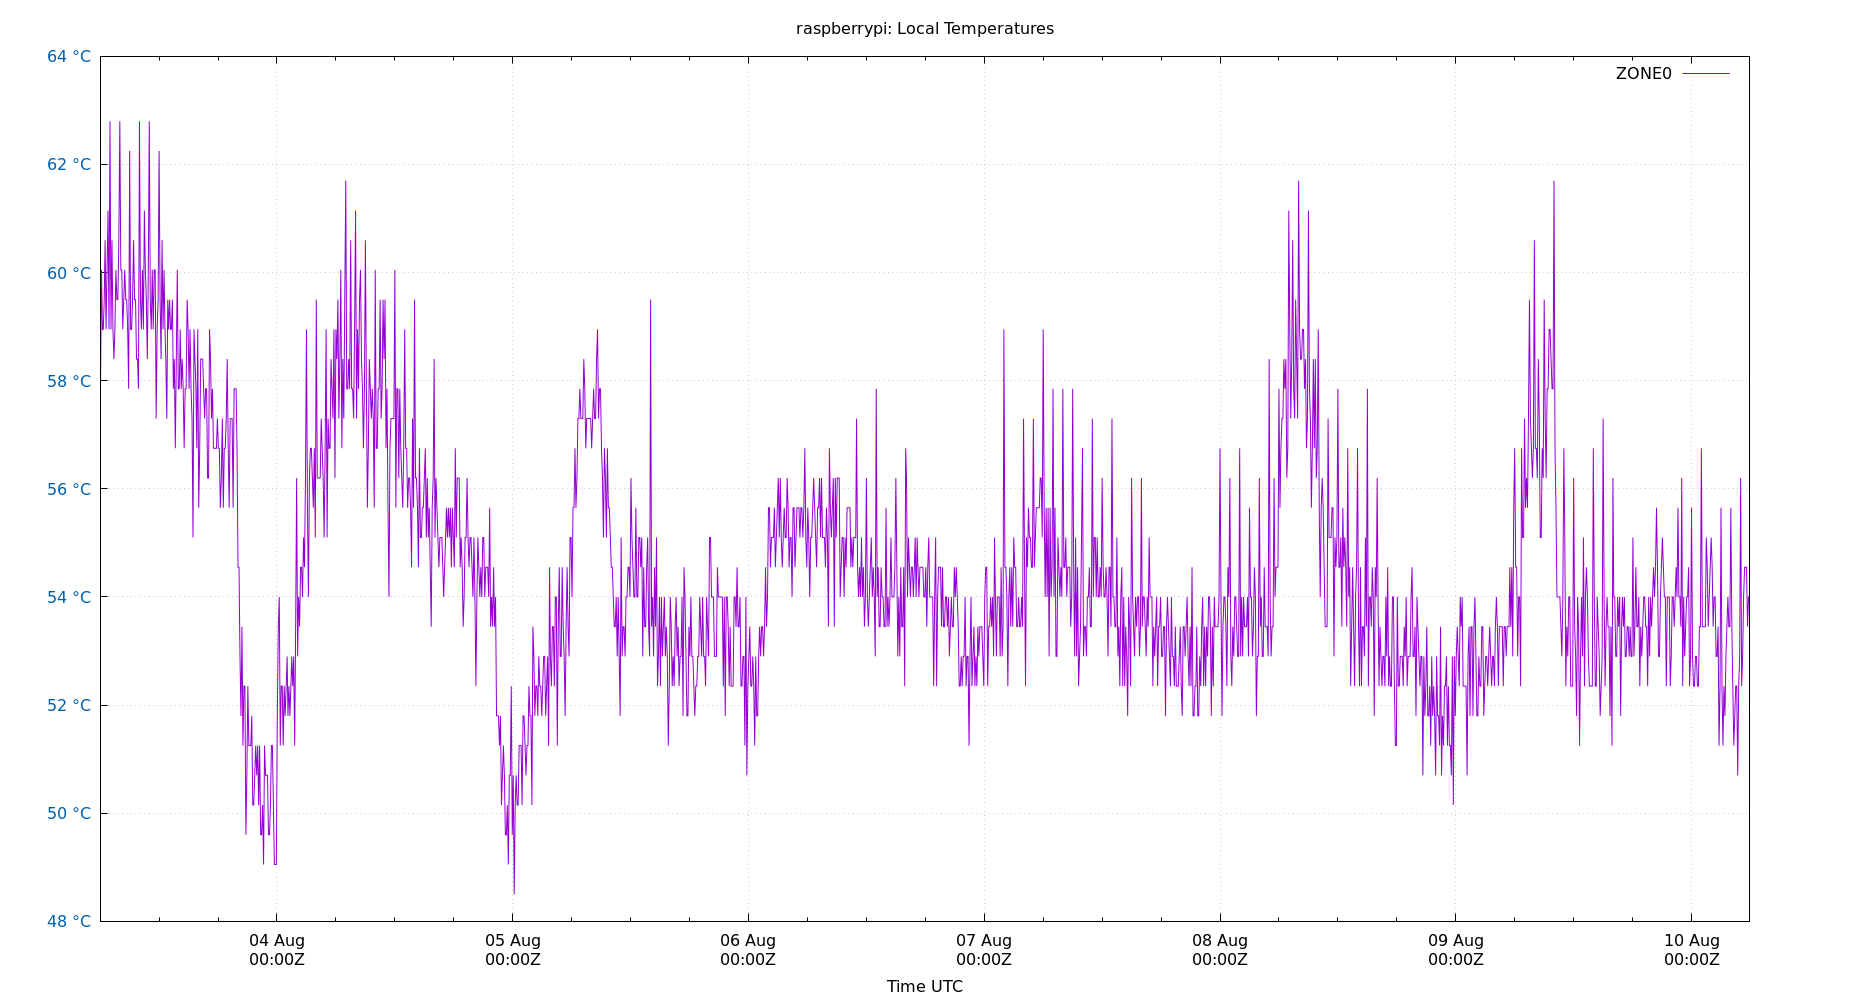 raspberrypi: Local Temperatures
ZONE0
64 °C
62 °C
60 °C
58 °C
56 °C
54 °C
52 °C
50 °C
48 °C
04 Aug
00:00Z
05 Aug
00:00Z
06 Aug
00:00Z
07 Aug
00:00Z
08 Aug
00:00Z
09 Aug
00:00Z
10 Aug
00:00Z
Time UTC